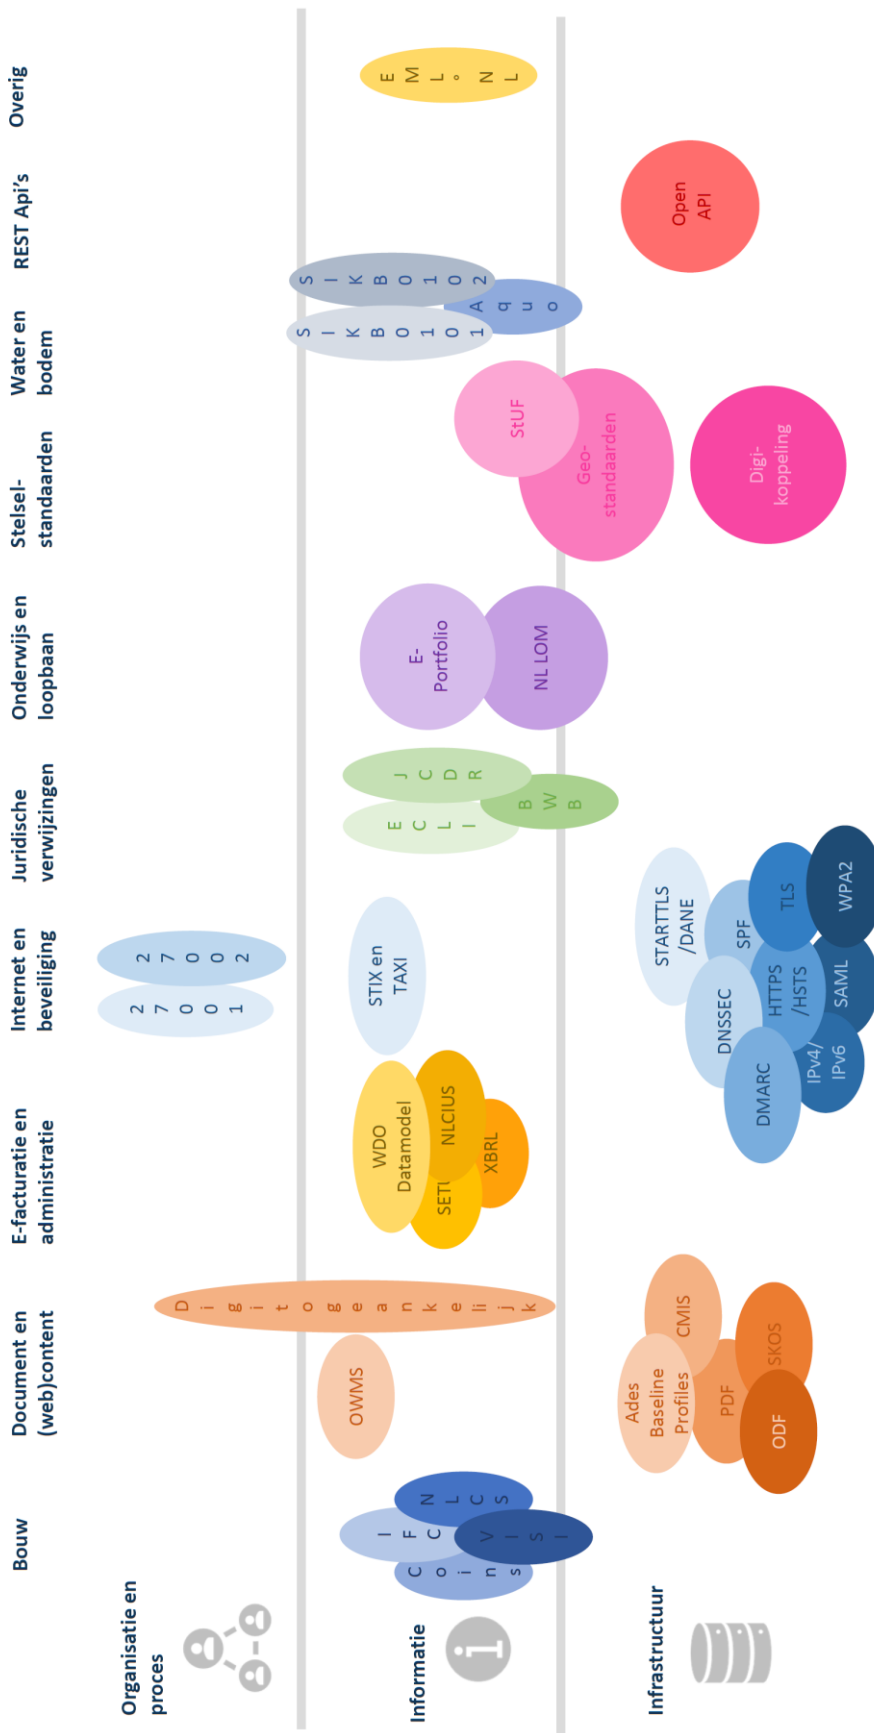 Bouw
Document en
(web)content
E-facturatie en
administratie
Internet en
beveiliging
Juridische
verwijzingen
Onderwijs en
loopbaan
Stelsel-
standaarden
Water en
bodem
REST Api's
Overig
Organisatie en
proces
Digitogeankelijk
27001
27002
Informatie
Coins
IFC
VISI
NLCS
OWMS
WDO
Datamodel
SETU
NLCIUS
XBRL
STIX en
TAXI
ECLI
JCDR
BWB
E-
Portfolio
NL LOM
StUF
Geo-
standaarden
SIKB0101
SIKB0102
Aquo
EML°NL
Infrastructuur
Ades
Baseline
Profiles
CMIS
PDF
SKOS
ODF
STARTTLS
/DANE
DNSSEC
SPF
DMARC
HTTPS
/HSTS
TLS
IPv4/
IPv6
SAML
WPA2
Digi-
koppeling
Open
API